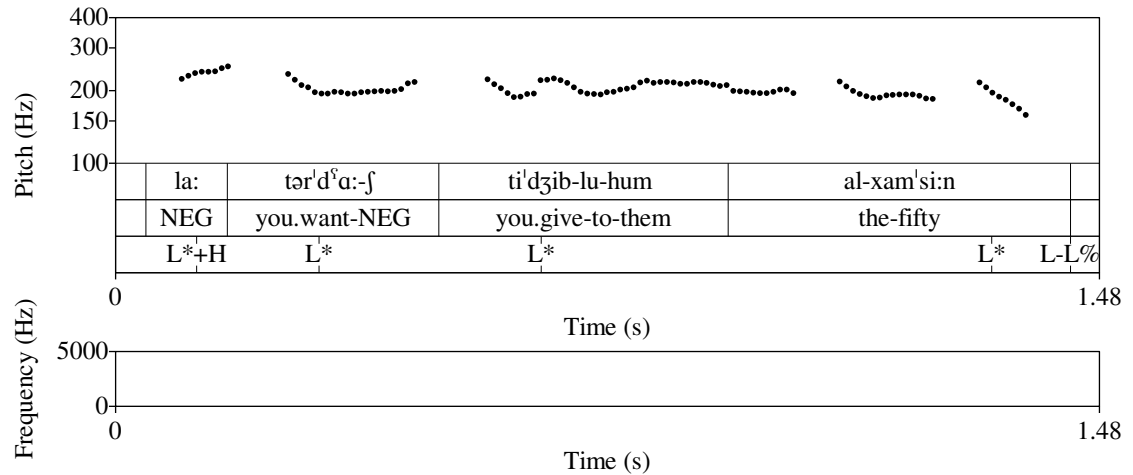 400
300
200
150
100
Pitch (Hz)
la: tərˈdˤɑ:-ʃ tiˈdʒib-lu-hum al-xamˈsi:n
NEG you.want-NEG you.give-to-them the-fifty
L*+H L* L* L* L-L%
0 1.48
Time (s)
5000
0
Frequency (Hz)
0 1.48
Time (s)